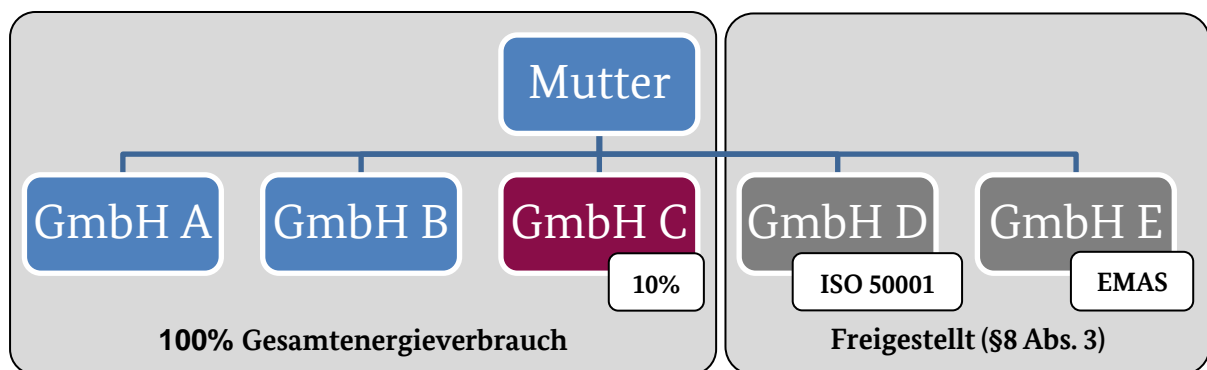 Mutter
GmbH A
GmbH B
GmbH C
GmbH D
GmbH E
10%
ISO 50001
EMAS
100% Gesamtenergieverbrauch
Freigestellt (§8 Abs. 3)